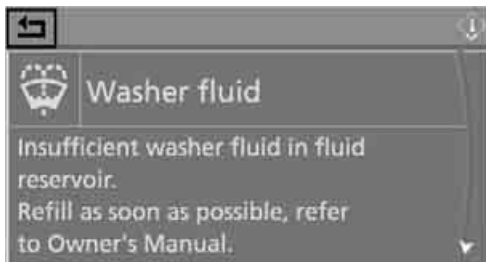 Washer fluid
Insufficient washer fluid in fluid
reservoir.
Refill as soon as possible, refer
to Owner's Manual.